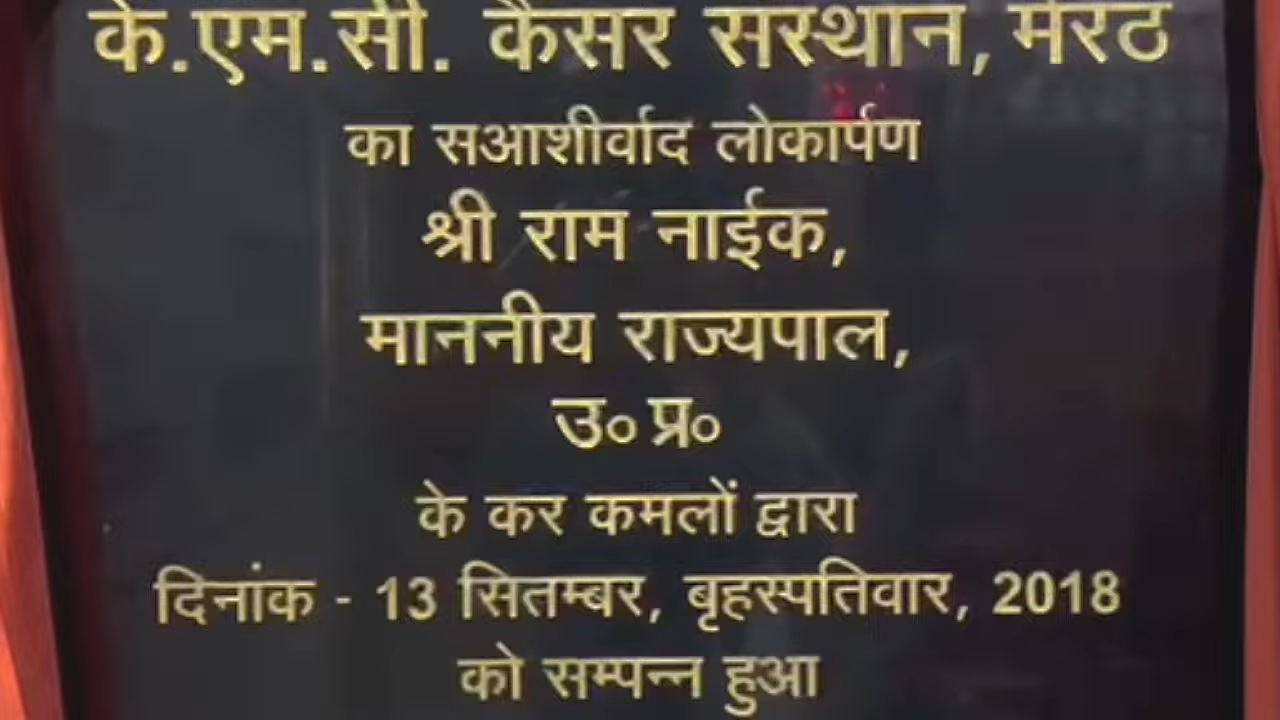 के.एम.सी. कैंसर संस्थान, मेरठ
का सआशीर्वाद लोकार्पण
श्री राम नाईक,
माननीय राज्यपाल,
उ० प्र०
के कर कमलों द्वारा
दिनांक - 13 सितम्बर, बृहस्पतिवार, 2018
को सम्पन्न हुआ